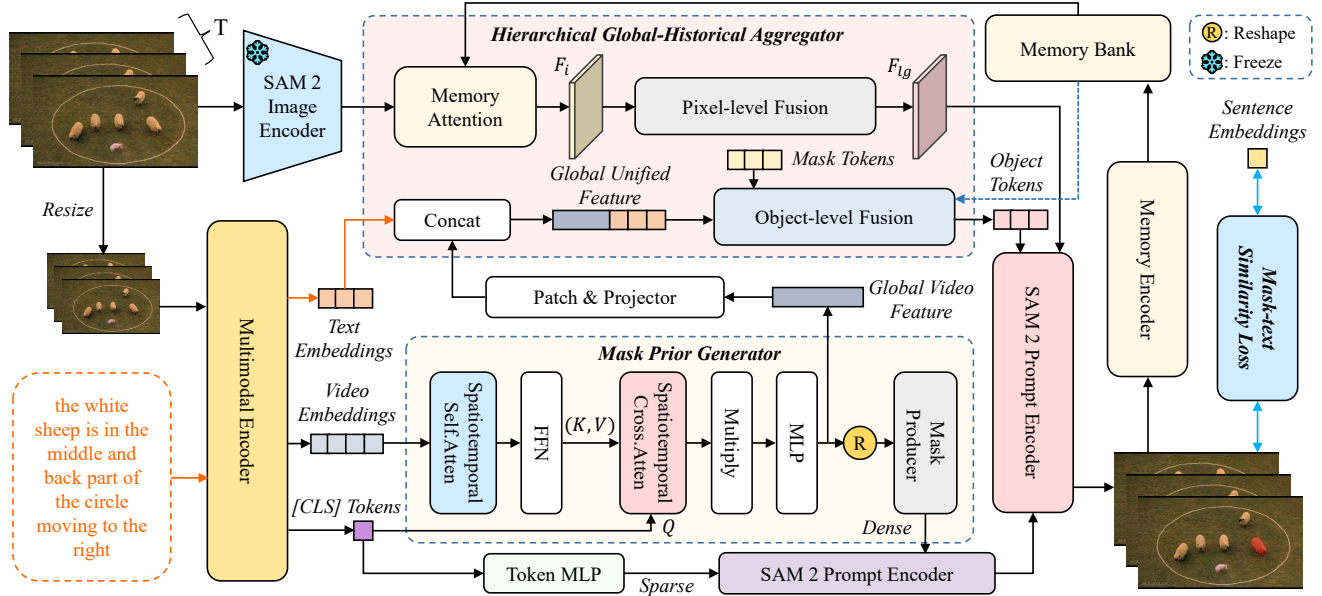 T
SAM 2
Image
Encoder
Hierarchical Global-Historical Aggregator
Memory
Attention
F_i
Pixel-level Fusion
F_lg
Memory Bank
R : Reshape
: Freeze
Sentence
Embeddings
Mask Tokens
Global Unified
Feature
Object
Tokens
Resize
Concat
Object-level Fusion
Memory Encoder
Mask-text
Similarity Loss
Multimodal Encoder
Text
Embeddings
Patch & Projector
Global Video
Feature
SAM 2 Prompt Encoder
Mask Prior Generator
the white
sheep is in the
middle and
back part of
the circle
moving to the
right
Video
Embeddings
Spatiotemporal
Self.Atten
FFN
(K,V)
Spatiotemporal
Cross.Atten
Multiply
MLP
R
Mask
Producer
[CLS] Tokens
Q
Dense
Token MLP
Sparse
SAM 2 Prompt Encoder